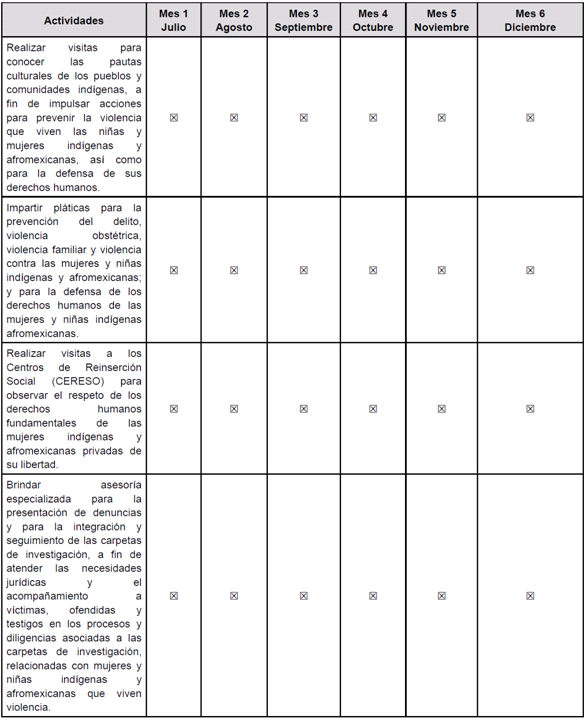 Actividades
Mes 1
Julio
Mes 2
Agosto
Mes 3
Septiembre
Mes 4
Octubre
Mes 5
Noviembre
Mes 6
Diciembre
Realizar visitas para
conocer las pautas
culturales de los pueblos y
comunidades indígenas, a
fin de impulsar acciones
para prevenir la violencia
que viven las niñas y
mujeres indígenas y
afromexicanas, así como
para la defensa de sus
derechos humanos.
☒ ☒ ☒ ☒ ☒ ☒
Impartir pláticas para la
prevención del delito,
violencia obstétrica,
violencia familiar y violencia
contra las mujeres y niñas
indígenas y afromexicanas;
y para la defensa de los
derechos humanos de las
mujeres y niñas indígenas
afromexicanas.
☒ ☒ ☒ ☒ ☒ ☒
Realizar visitas a los
Centros de Reinserción
Social (CERESO) para
observar el respeto de los
derechos humanos
fundamentales de las
mujeres indígenas y
afromexicanas privadas de
su libertad.
☒ ☒ ☒ ☒ ☒ ☒
Brindar asesoría
especializada para la
presentación de denuncias
y para la integración y
seguimiento de las carpetas
de investigación, a fin de
atender las necesidades
jurídicas y el
acompañamiento a
víctimas, ofendidas y
testigos en los procesos y
diligencias asociadas a las
carpetas de investigación,
relacionadas con mujeres y
niñas indígenas y
afromexicanas que viven
violencia.
☒ ☒ ☒ ☒ ☒ ☒